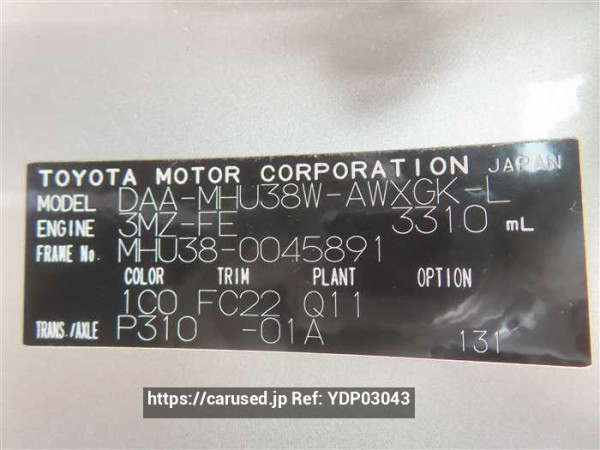 TOYOTA MOTOR CORPORATION JAPAN
MODEL DAA-MHU38W-AWXGK-L
ENGINE 3MZ-FE 3310 mL
FRAME No MHU38-0045891
COLOR TRIM PLANT OPTION
1C0 FC22 Q11
TRANS./AXLE P310 -01A 131
https://carused.jp Ref: YDP03043